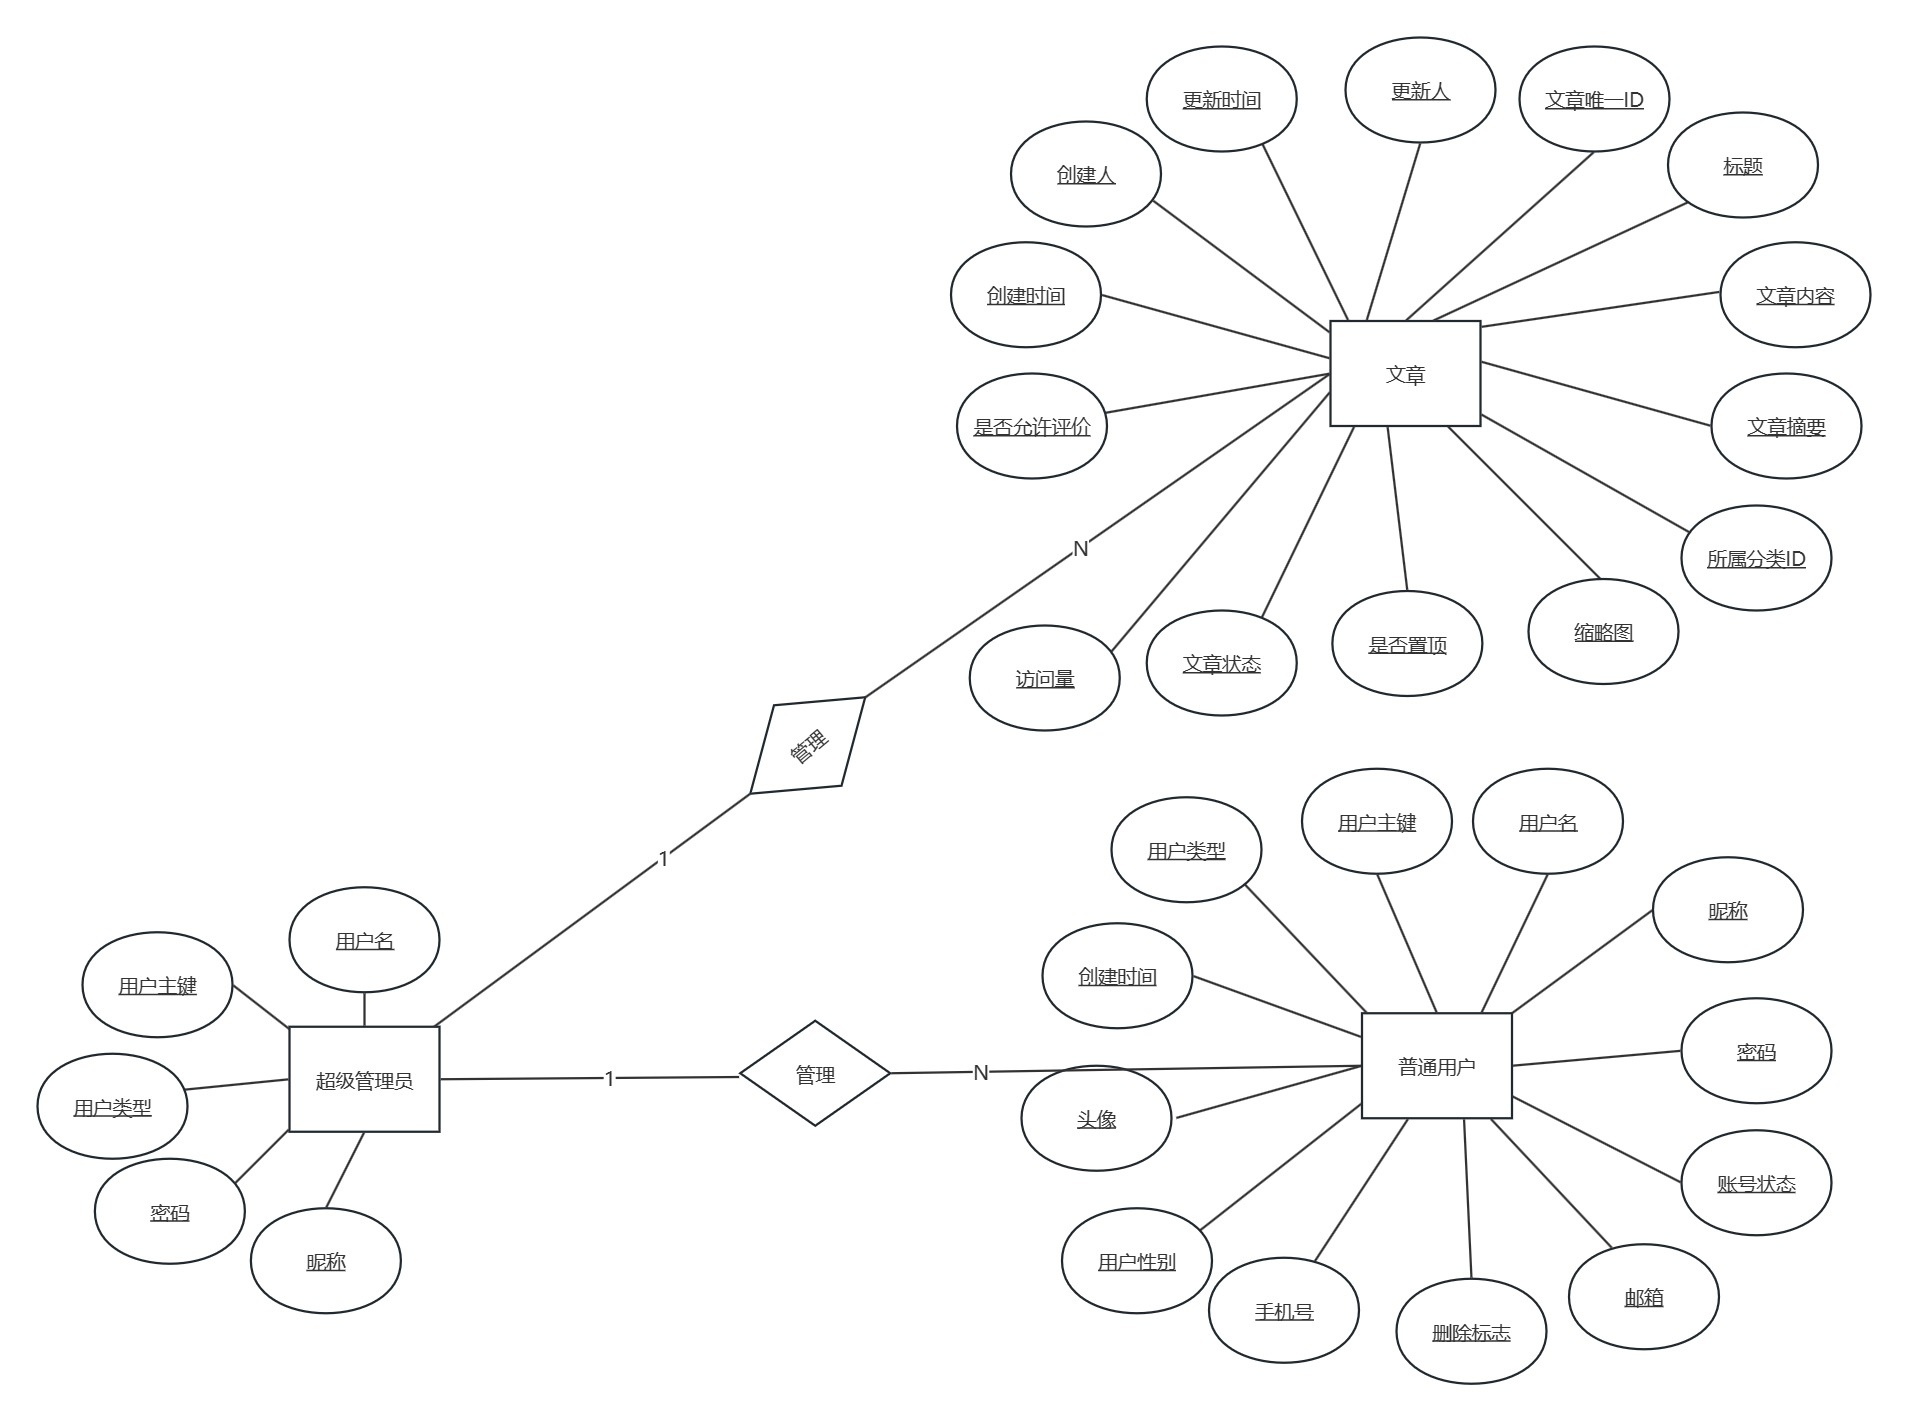 更新人
更新时间
文章唯一ID
标题
创建人
创建时间
文章内容
文章
是否允许评价
文章摘要
N
所属分类ID
缩略图
是否置顶
文章状态
访问量
管理
1
用户主键
用户名
用户类型
昵称
用户名
用户主键
创建时间
密码
普通用户
管理
N
1
超级管理员
用户类型
头像
账号状态
密码
昵称
用户性别
手机号
删除标志
邮箱